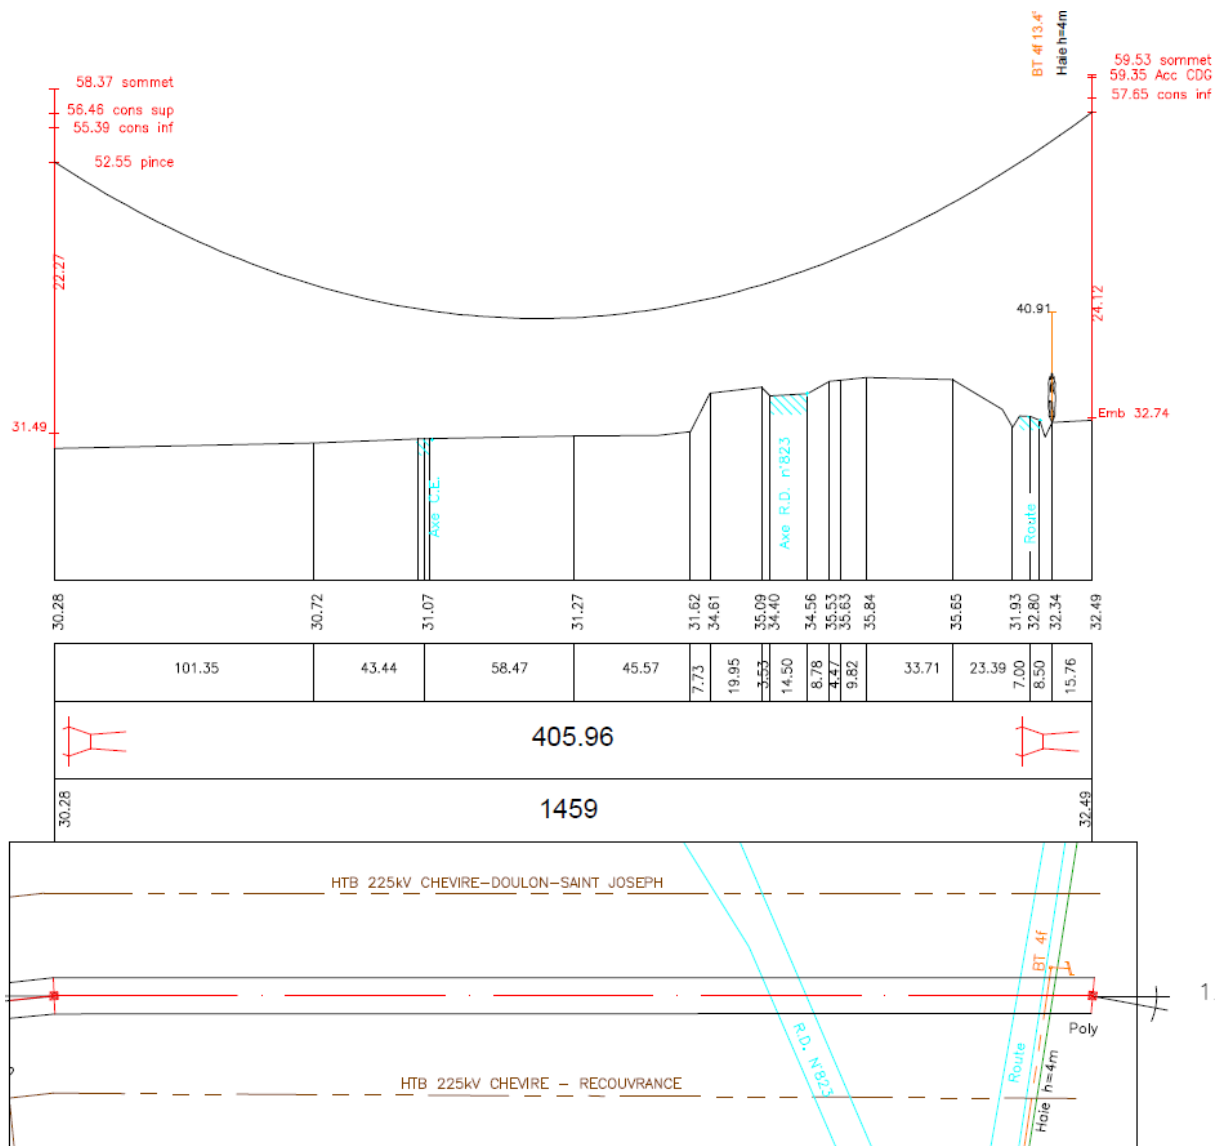 BT 4f 13.4°
Haie h=4m
58.37 sommet
56.46 cons sup
55.39 cons inf
52.55 pince
59.53 sommet
59.35 Acc CDG
57.65 cons inf
22.27
24.12
40.91
31.49
Emb 32.74
Axe C.E.
Axe R.D. n°823
Route
30.28
30.72
31.07
31.27
31.62
34.61
35.09
34.40
34.56
35.53
35.63
35.84
35.65
31.93
32.80
32.34
32.49
101.35
43.44
58.47
45.57
7.73
19.95
3.53
14.50
8.78
4.47
9.82
33.71
23.39
7.00
8.50
15.76
405.96
30.28
1459
32.49
HTB 225kV CHEVIRE-DOULON-SAINT JOSEPH
BT 4f
1.
Poly
R.D. N°823
Route
Haie h=4m
HTB 225kV CHEVIRE - RECOUVRANCE